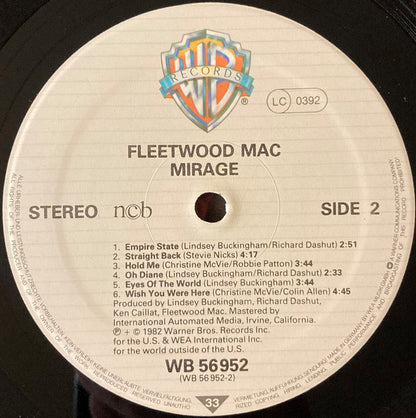 WB
RECORDS
®
LC 0392
FLEETWOOD MAC
MIRAGE
STEREO ncb SIDE 2
1. Empire State (Lindsey Buckingham/Richard Dashut) 2:51
2. Straight Back (Stevie Nicks) 4:17
3. Hold Me (Christine McVie/Robbie Patton) 3:44
4. Oh Diane (Lindsey Buckingham/Richard Dashut) 2:33
5. Eyes Of The World (Lindsey Buckingham) 3:44
6. Wish You Were Here (Christine McVie/Colin Allen) 4:45
Produced by Lindsey Buckingham, Richard Dashut,
Ken Caillat, Fleetwood Mac. Mastered by
International Automated Media, Irvine, California.
℗ + © 1982 Warner Bros. Records Inc.
for the U.S. & WEA International Inc.
for the world outside of the U.S.
WB 56952
(WB 56 952-2)
33